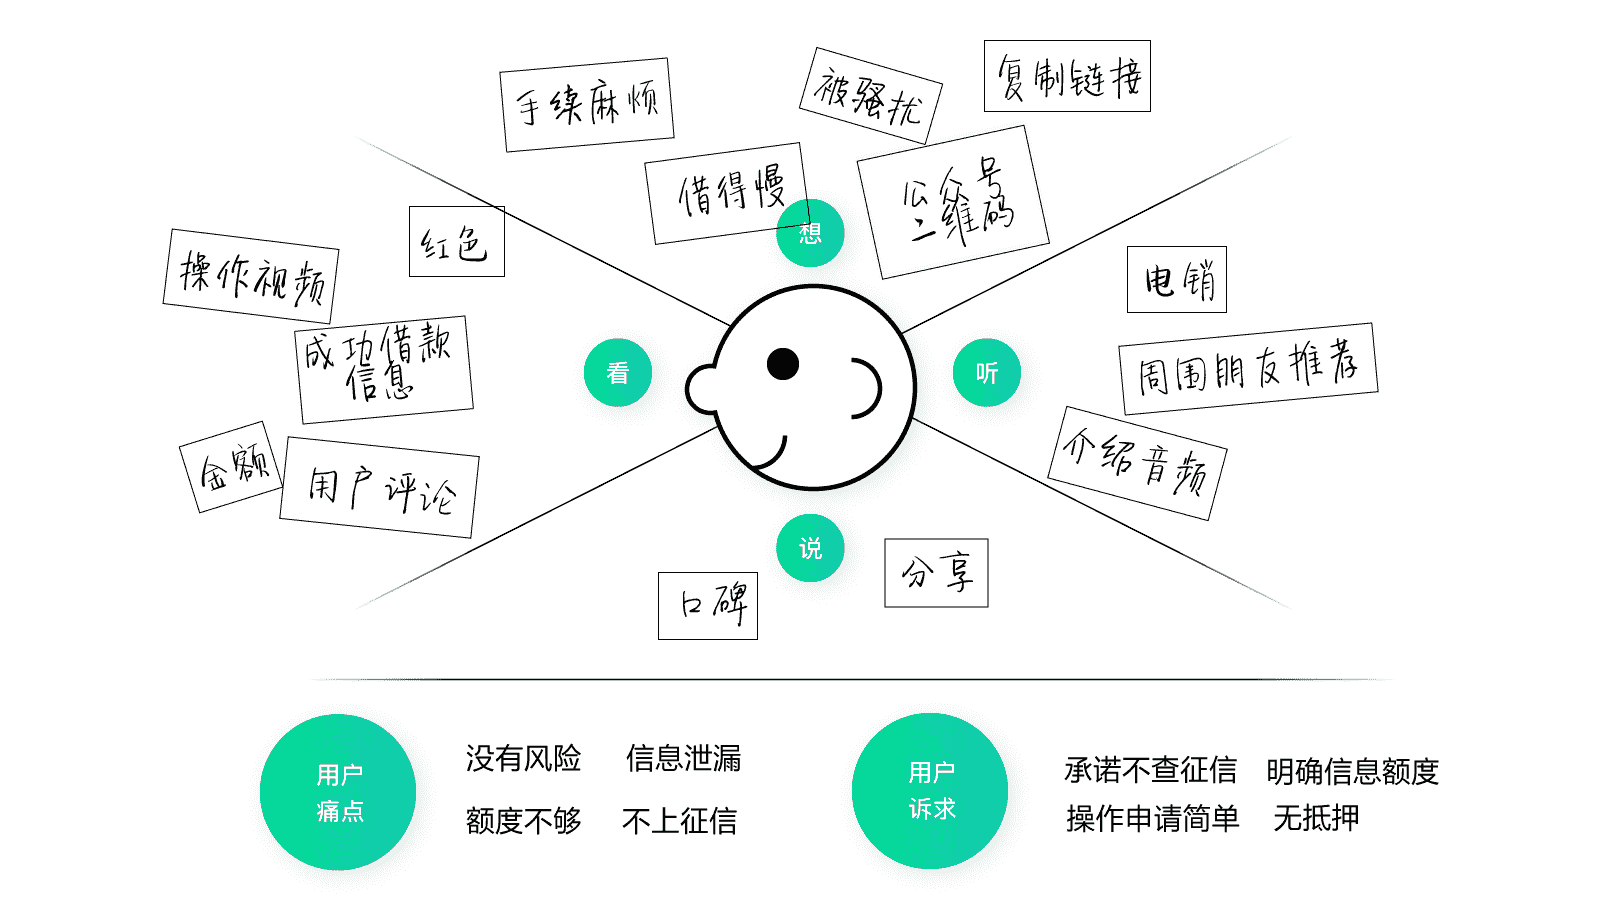 手续麻烦
被骚扰
复制链接
借得慢
公众号
二维码
想
红色
操作视频
成功借款
信息
金额
用户评论
看
听
电销
周围朋友推荐
介绍音频
说
口碑
分享
用户
痛点
没有风险
信息泄漏
额度不够
不上征信
用户
诉求
承诺不查征信
明确信息额度
操作申请简单
无抵押